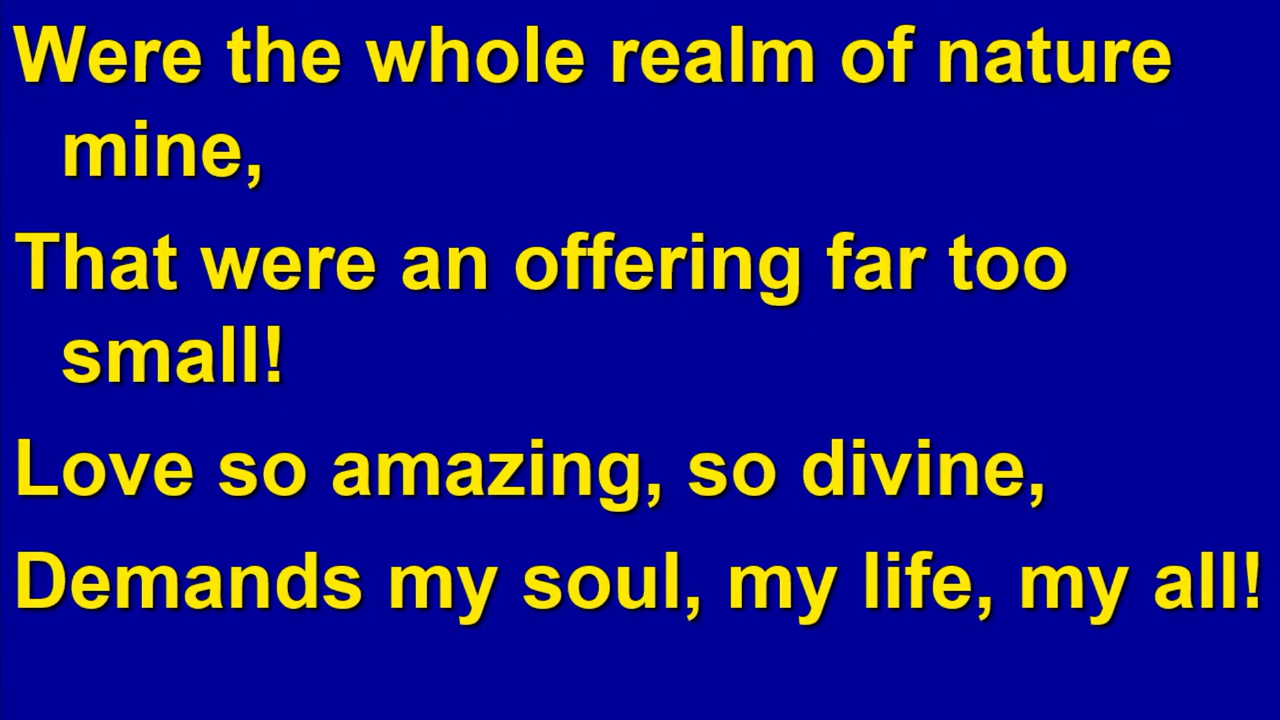 Were the whole realm of nature
mine,
That were an offering far too
small!
Love so amazing, so divine,
Demands my soul, my life, my all!